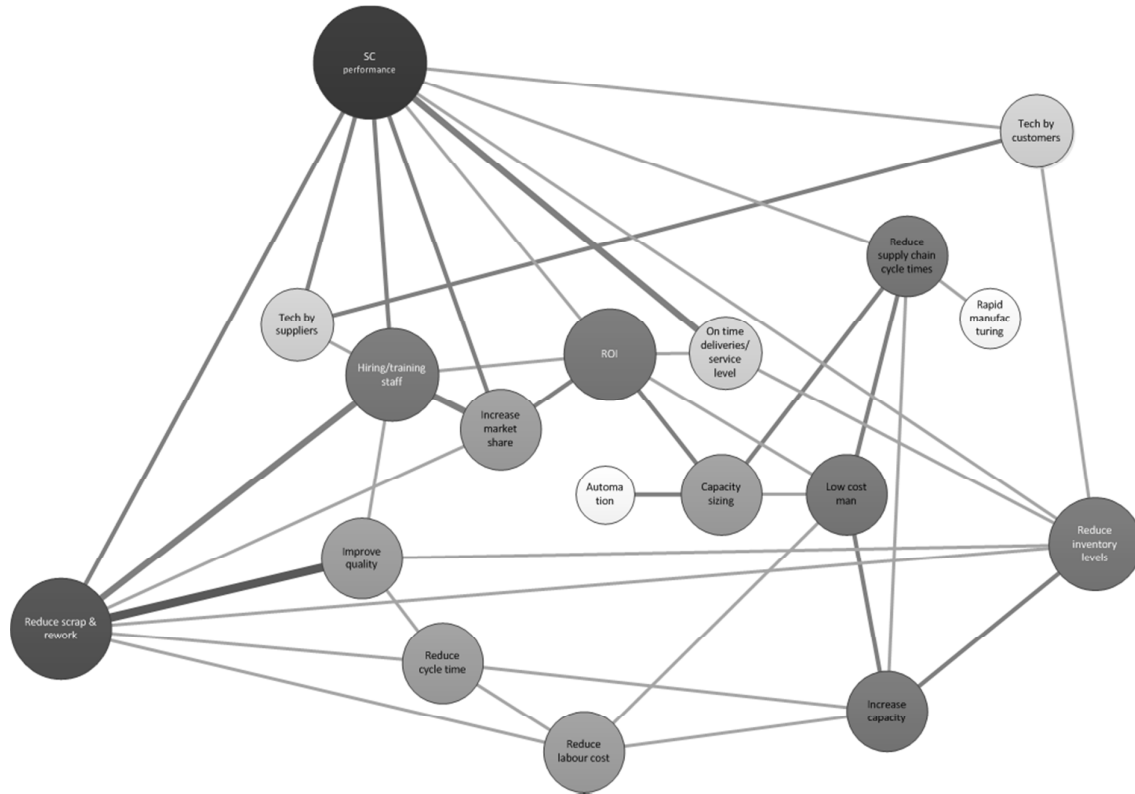 SC
performance
Tech by
customers
Reduce
supply chain
cycle times
Rapid
manufac
turing
Tech by
suppliers
On time
deliveries/
service
level
ROI
Hiring/training
staff
Increase
market
share
Automa
tion
Capacity
sizing
Low cost
man
Reduce
inventory
levels
Improve
quality
Reduce scrap &
rework
Reduce
cycle time
Increase
capacity
Reduce
labour cost